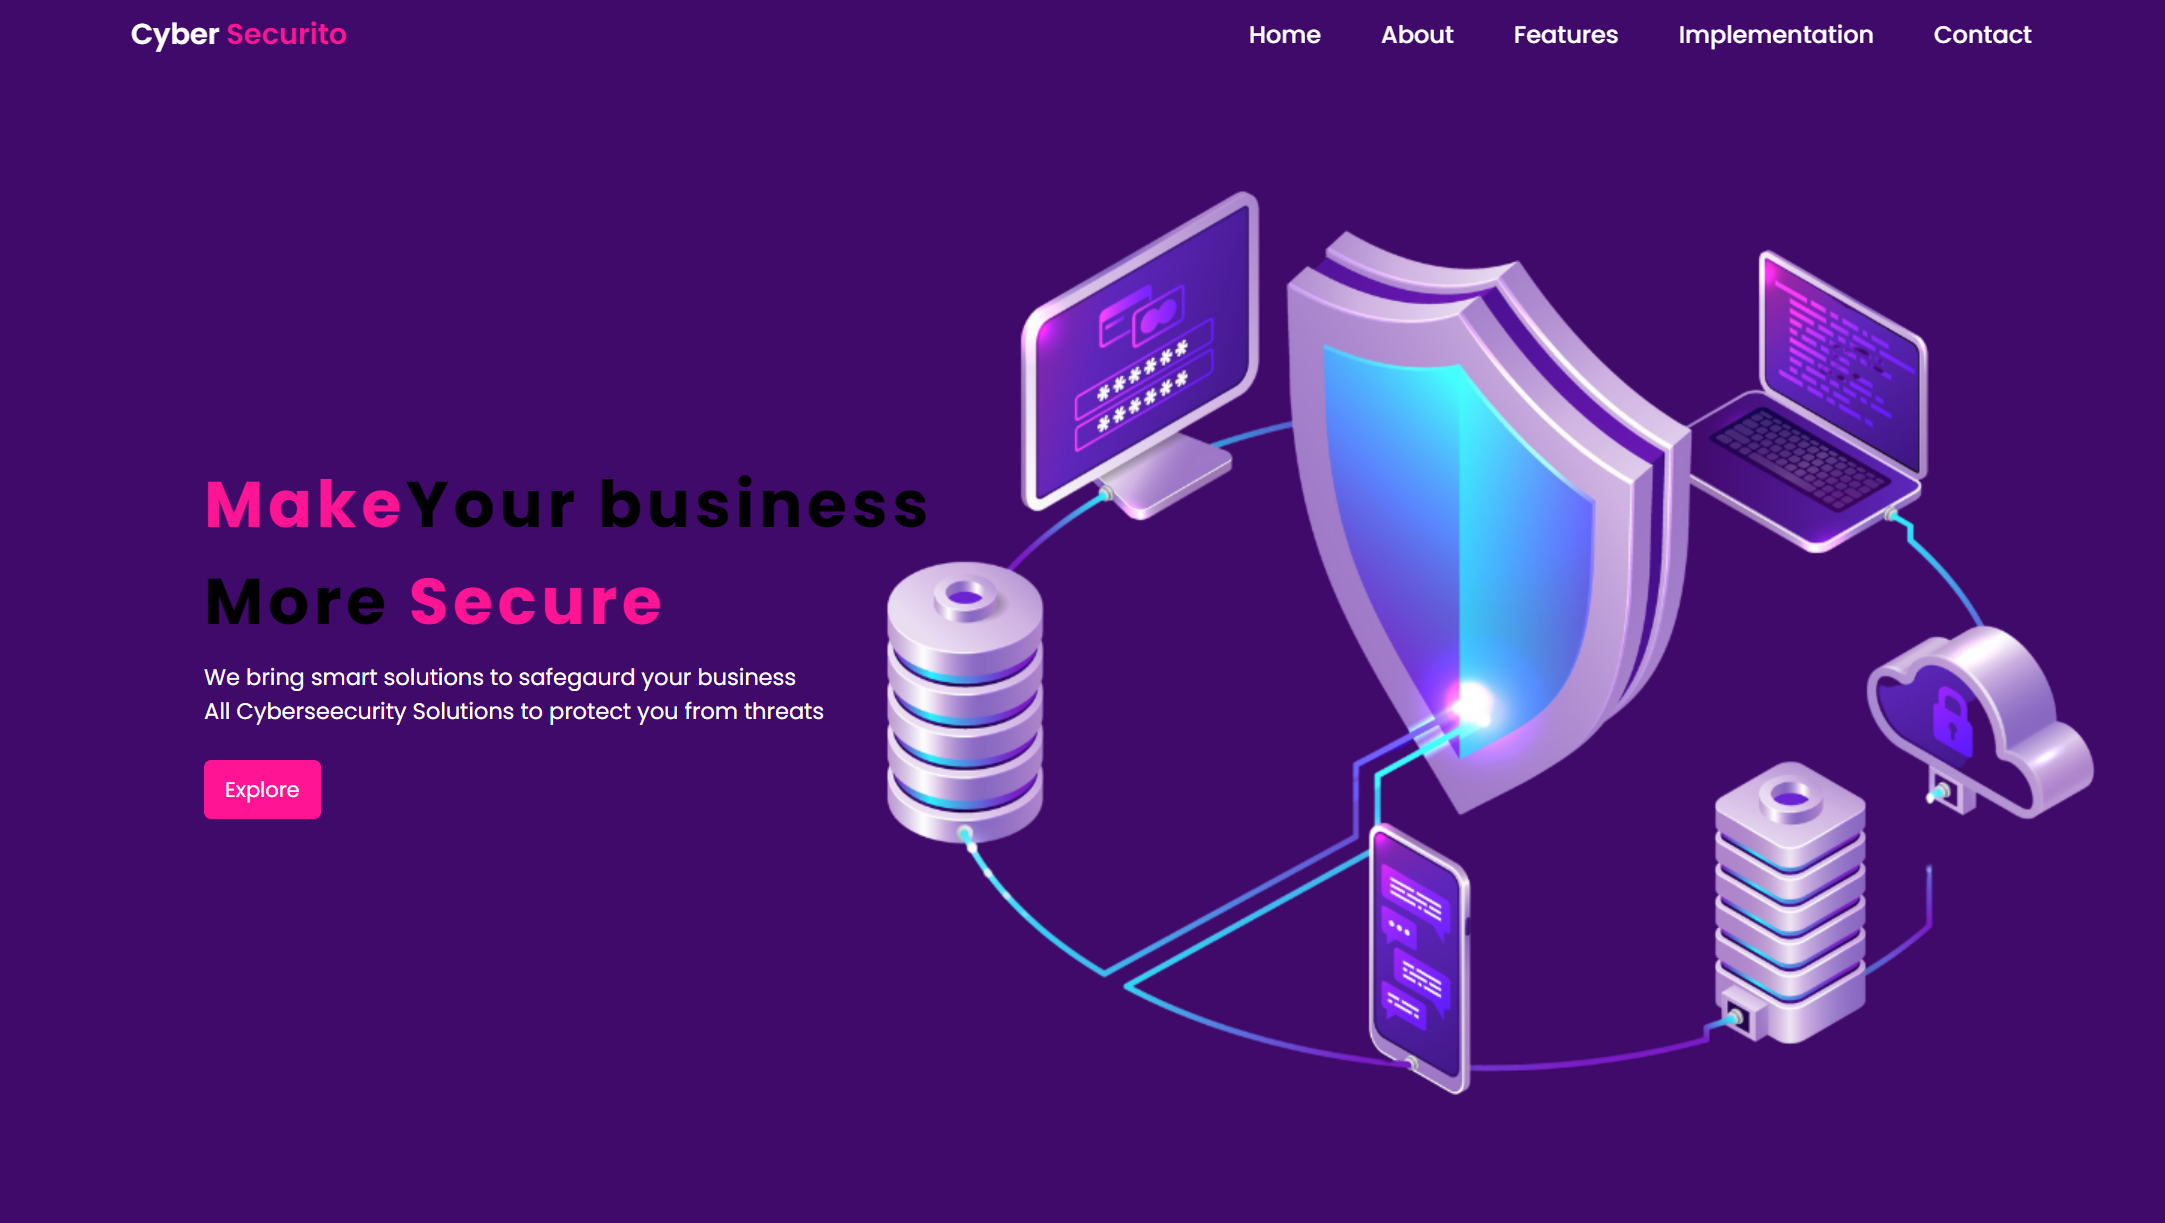 Cyber Securito
Home About Features Implementation Contact
MakeYour business
More Secure
We bring smart solutions to safegaurd your business
All Cyberseecurity Solutions to protect you from threats
Explore
******
******